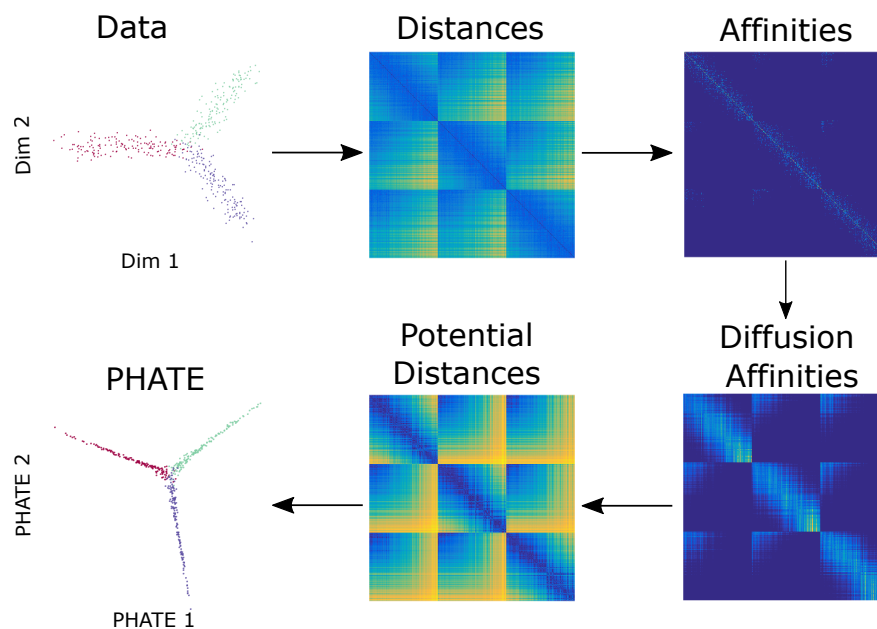 Data
Distances
Affinities
Dim 2
Dim 1
PHATE
Potential
Distances
Diffusion
Affinities
PHATE 2
PHATE 1